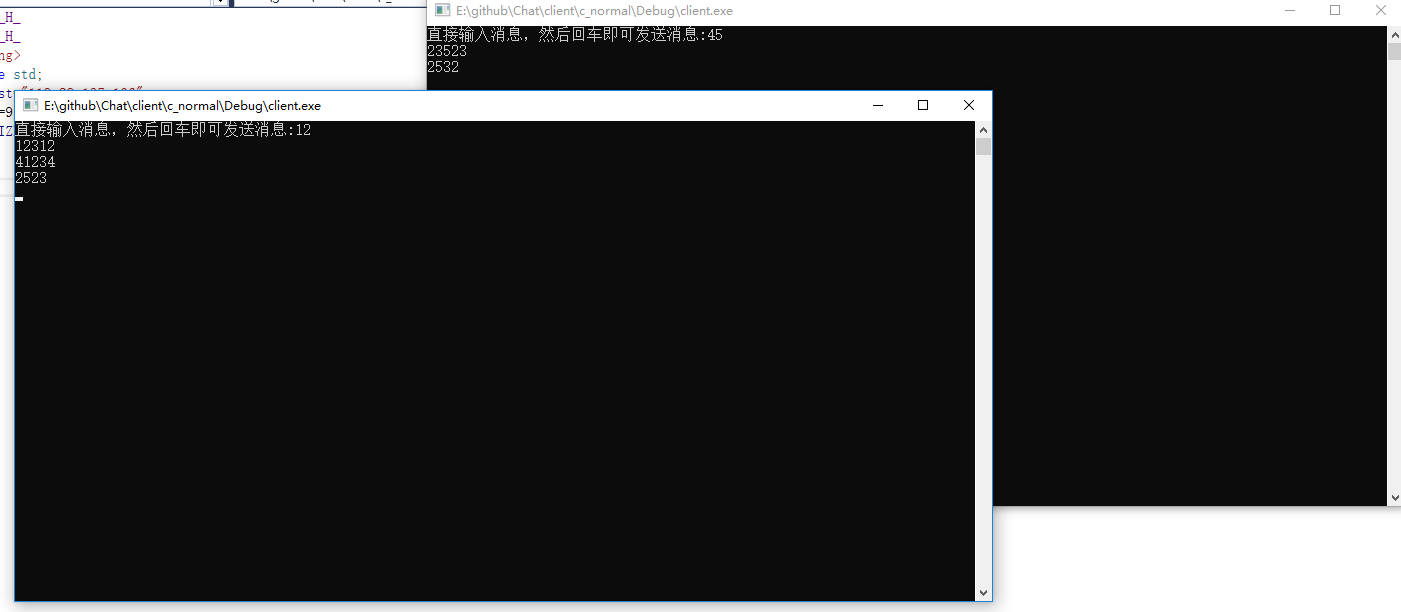 _H_
_H_
ng>
e std;
E:\github\Chat\client\c_normal\Debug\client.exe
直接输入消息，然后回车即可发送消息:45
23523
2532
=9
IZ
E:\github\Chat\client\c_normal\Debug\client.exe
直接输入消息，然后回车即可发送消息:12
12312
41234
2523